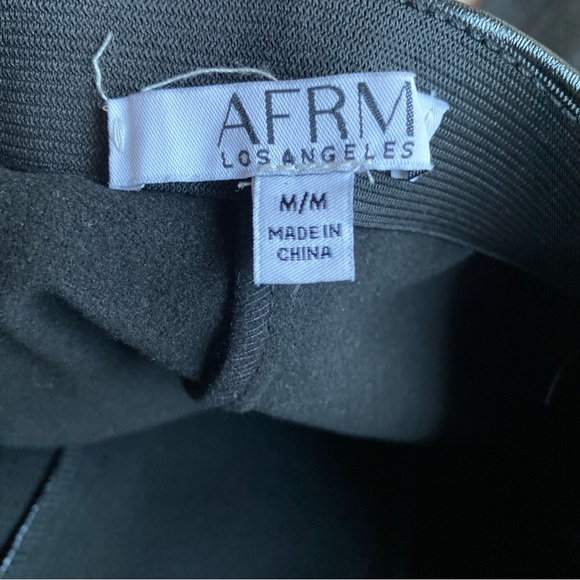 AFRM
LOS ANGELES
M/M
MADE IN
CHINA